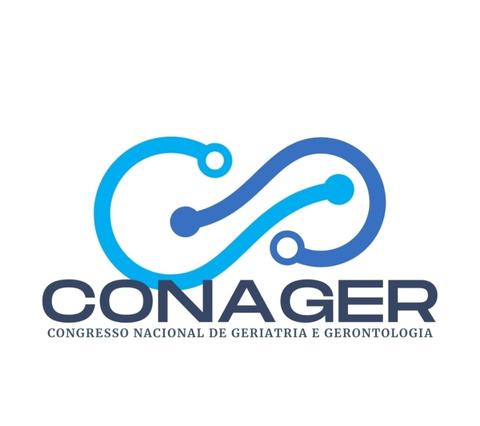 CONAGER
CONGRESSO NACIONAL DE GERIATRIA E GERONTOLOGIA